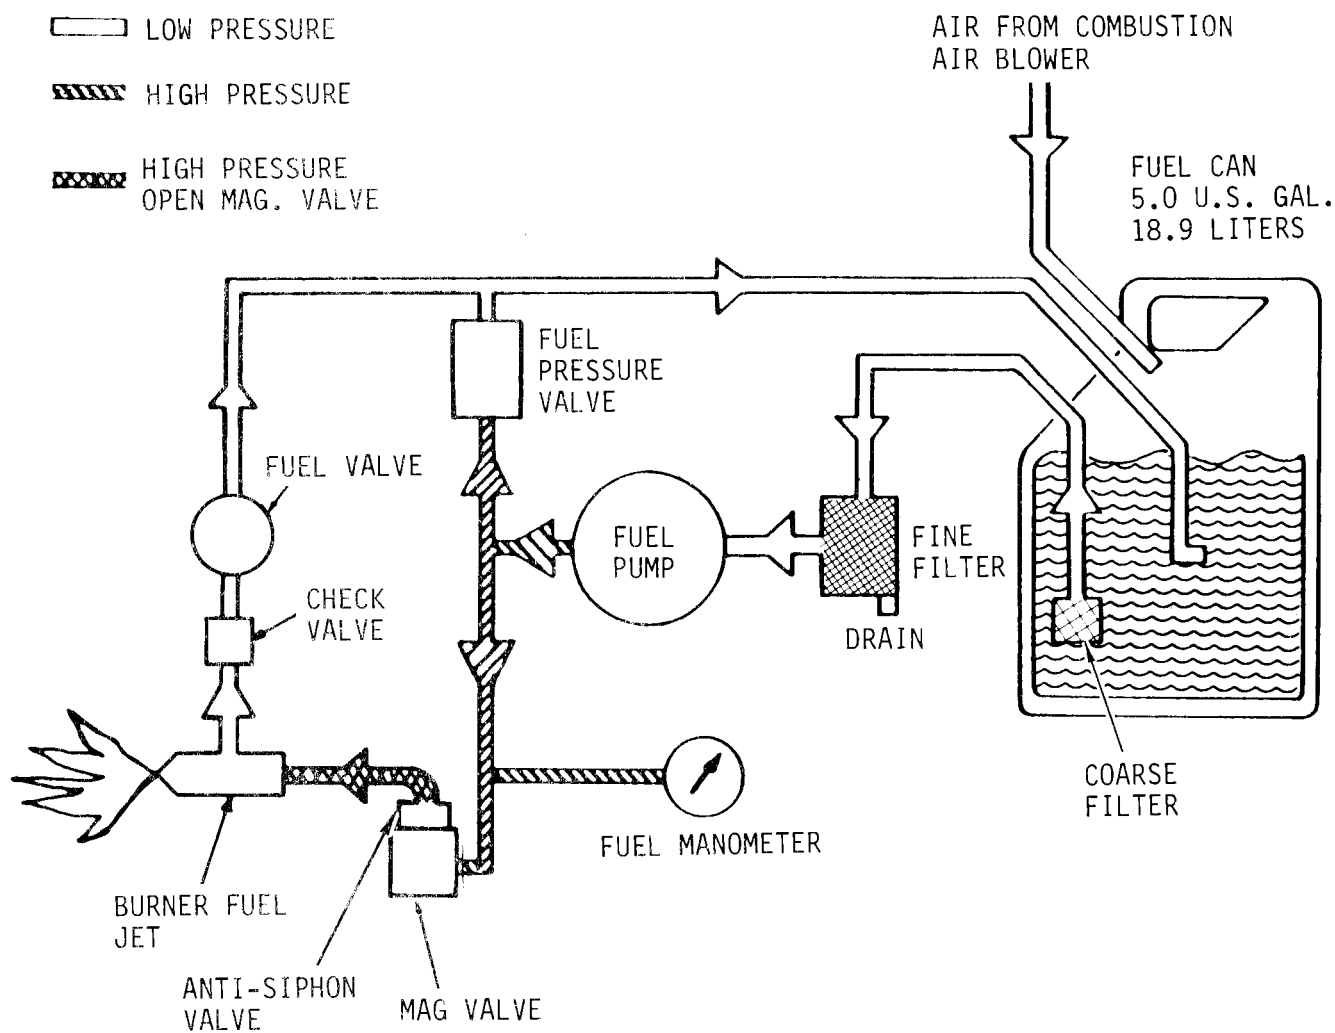 LOW PRESSURE
HIGH PRESSURE
HIGH PRESSURE
OPEN MAG. VALVE
AIR FROM COMBUSTION
AIR BLOWER
FUEL CAN
5.0 U.S. GAL.
18.9 LITERS
FUEL
PRESSURE
VALVE
FUEL VALVE
FUEL
PUMP
FINE
FILTER
CHECK
VALVE
DRAIN
COARSE
FILTER
FUEL MANOMETER
BURNER FUEL
JET
ANTI-SIPHON
VALVE
MAG VALVE